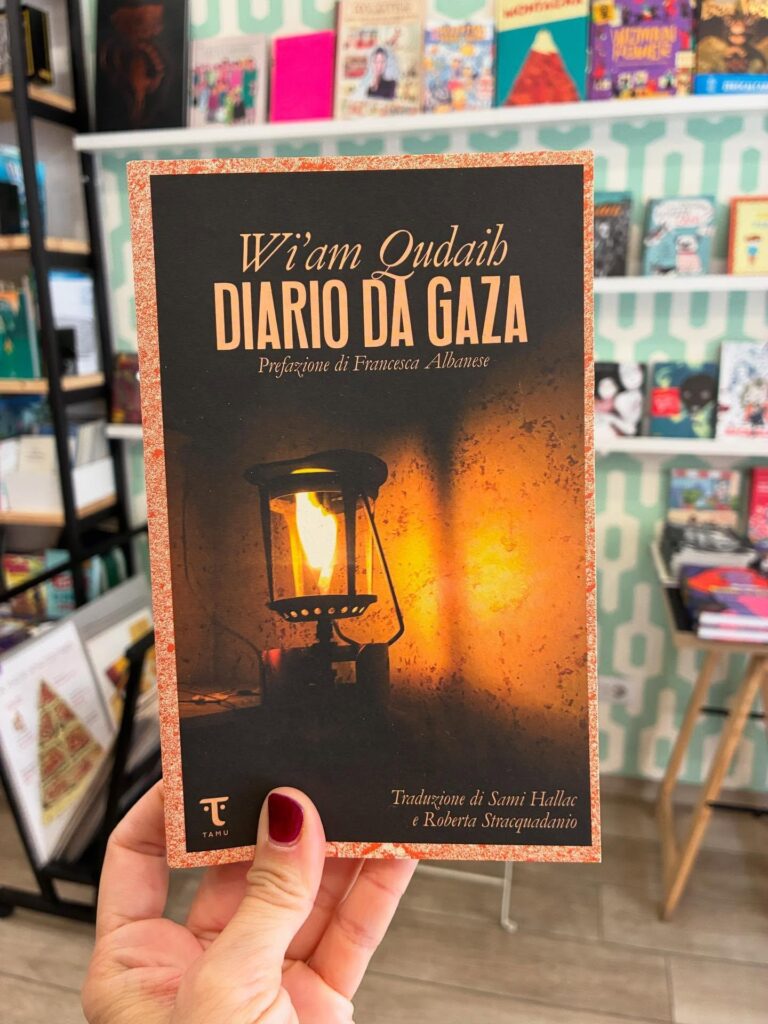 Wi'am Qudaih
DIARIO DA GAZA
Prefazione di Francesca Albanese
Traduzione di Sami Hallac
e Roberta Stracquadanio
TAMU